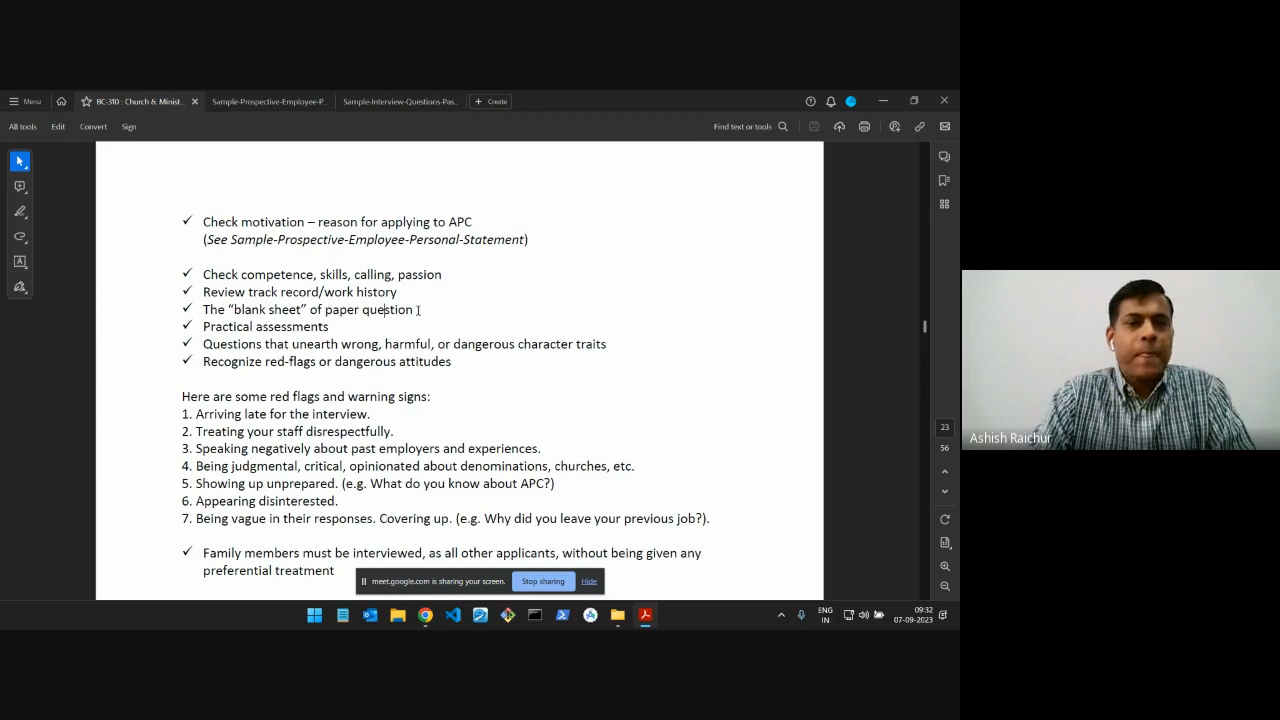 Menu
BC-310 : Church & Minist...
Sample-Prospective-Employee-P...
Sample-Interview-Questions-Pas...
+ Create
All tools Edit Convert Sign
Find text or tools
✓ Check motivation – reason for applying to APC
(See Sample-Prospective-Employee-Personal-Statement)
✓ Check competence, skills, calling, passion
✓ Review track record/work history
✓ The “blank sheet” of paper question
✓ Practical assessments
✓ Questions that unearth wrong, harmful, or dangerous character traits
✓ Recognize red-flags or dangerous attitudes
Here are some red flags and warning signs:
1. Arriving late for the interview.
2. Treating your staff disrespectfully.
3. Speaking negatively about past employers and experiences.
4. Being judgmental, critical, opinionated about denominations, churches, etc.
5. Showing up unprepared. (e.g. What do you know about APC?)
6. Appearing disinterested.
7. Being vague in their responses. Covering up. (e.g. Why did you leave your previous job?).
✓ Family members must be interviewed, as all other applicants, without being given any
preferential treatment
23
56
meet.google.com is sharing your screen.
Stop sharing
Hide
ENG
IN
09:32
07-09-2023
Ashish Raichur